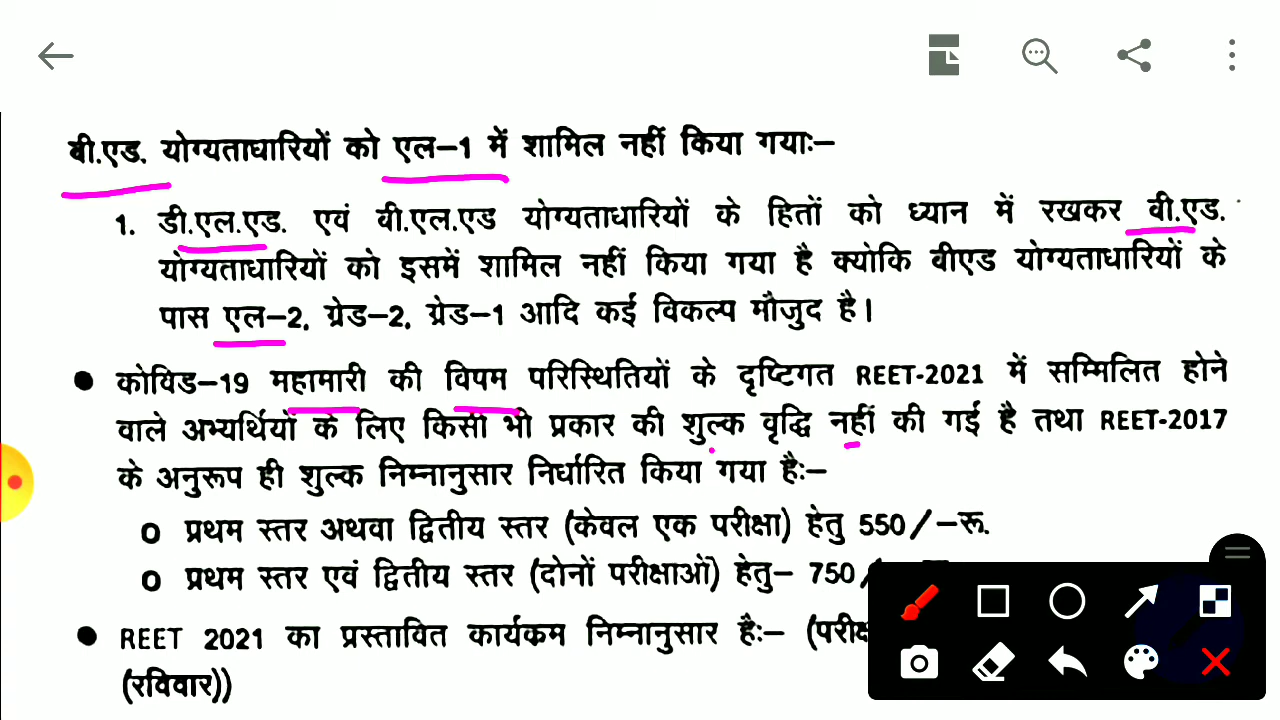 बी.एड. योग्यताधारियों को एल-1 में शामिल नहीं किया गयाः-
1. डी.एल.एड. एवं बी.एल.एड योग्यताधारियों के हितों को ध्यान में रखकर बी.एड.
योग्यताधारियों को इसमें शामिल नहीं किया गया है क्योकि बीएड योग्यताधारियों के
पास एल-2, ग्रेड-2, ग्रेड-1 आदि कई विकल्प मौजुद है।
● कोविड-19 महामारी की विषम परिस्थितियों के दृष्टिगत REET-2021 में सम्मिलित होने
वाले अभ्यर्थियों के लिए किसी भी प्रकार की शुल्क वृद्धि नहीं की गई है तथा REET-2017
के अनुरूप ही शुल्क निम्नानुसार निर्धारित किया गया हैः-
o प्रथम स्तर अथवा द्वितीय स्तर (केवल एक परीक्षा) हेतु 550/-रू.
o प्रथम स्तर एवं द्वितीय स्तर (दोनों परीक्षाओं) हेतु- 750/
● REET 2021 का प्रस्तावित कार्यकम निम्नानुसार हैः-
(रविवार))